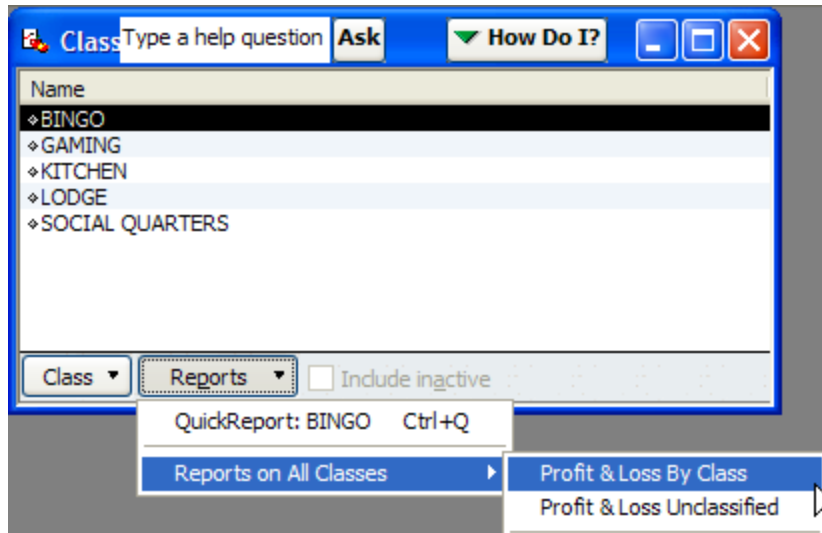 Class Type a help question Ask How Do I?
Name
BINGO
GAMING
KITCHEN
LODGE
SOCIAL QUARTERS
Class Reports Include inactive
QuickReport: BINGO Ctrl+Q
Reports on All Classes Profit & Loss By Class
Profit & Loss Unclassified